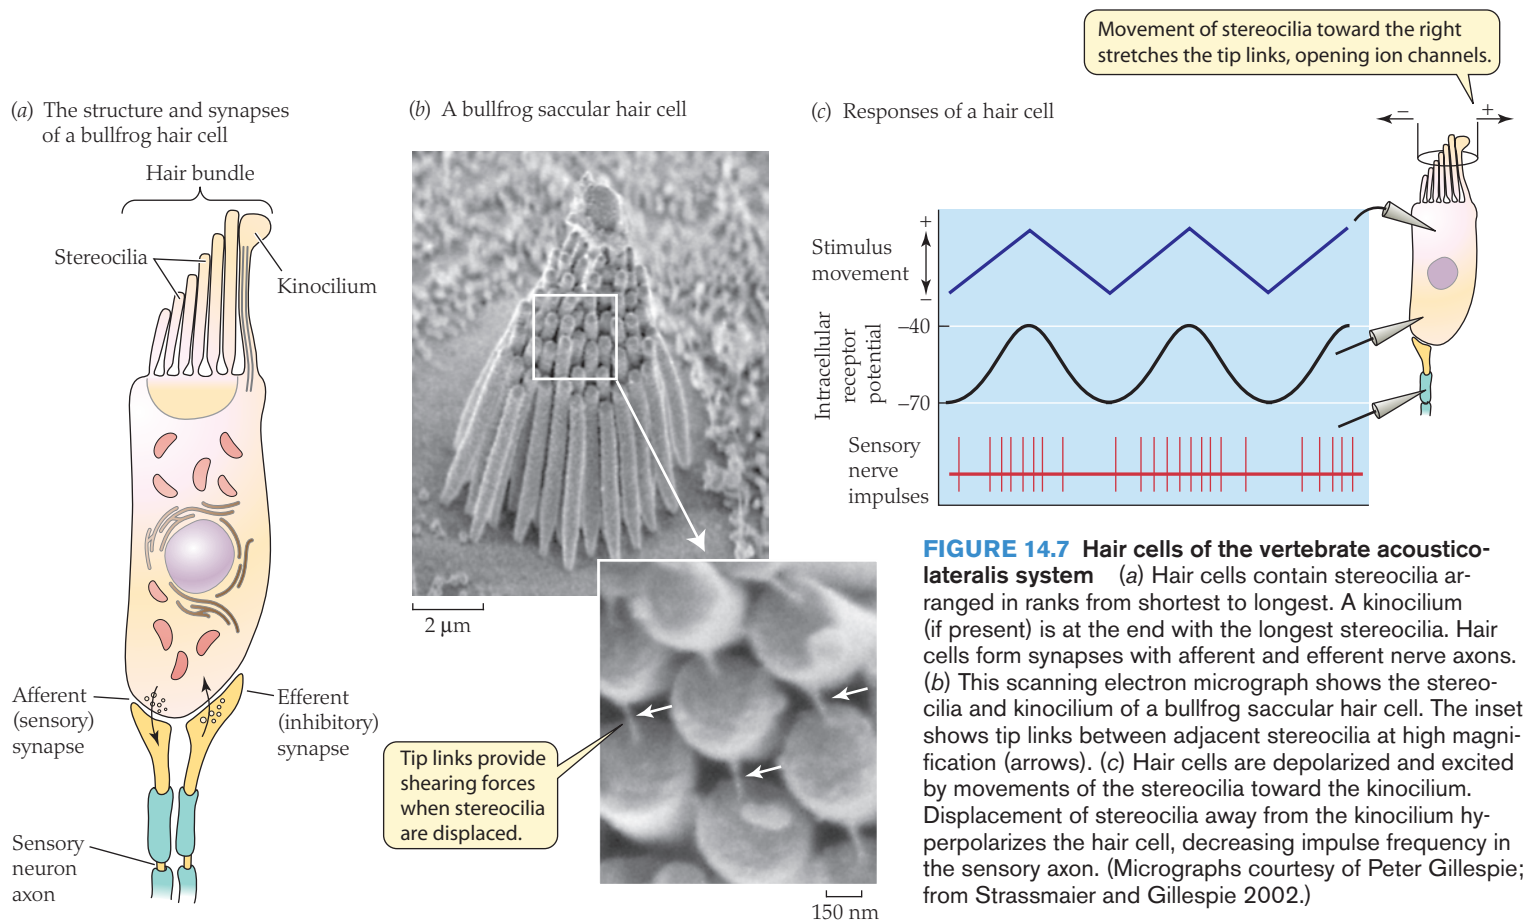 Movement of stereocilia toward the right
stretches the tip links, opening ion channels.
(a) The structure and synapses
of a bullfrog hair cell
Hair bundle
Stereocilia
Kinocilium
Afferent
(sensory)
synapse
Efferent
(inhibitory)
synapse
Sensory
neuron
axon
(b) A bullfrog saccular hair cell
2 µm
Tip links provide
shearing forces
when stereocilia
are displaced.
150 nm
(c) Responses of a hair cell
– +
+
Stimulus
movement
–
Intracellular
receptor
potential
–40
–70
Sensory
nerve
impulses
FIGURE 14.7 Hair cells of the vertebrate acoustico-
lateralis system (a) Hair cells contain stereocilia ar-
ranged in ranks from shortest to longest. A kinocilium
(if present) is at the end with the longest stereocilia. Hair
cells form synapses with afferent and efferent nerve axons.
(b) This scanning electron micrograph shows the stereo-
cilia and kinocilium of a bullfrog saccular hair cell. The inset
shows tip links between adjacent stereocilia at high magni-
fication (arrows). (c) Hair cells are depolarized and excited
by movements of the stereocilia toward the kinocilium.
Displacement of stereocilia away from the kinocilium hy-
perpolarizes the hair cell, decreasing impulse frequency in
the sensory axon. (Micrographs courtesy of Peter Gillespie;
from Strassmaier and Gillespie 2002.)